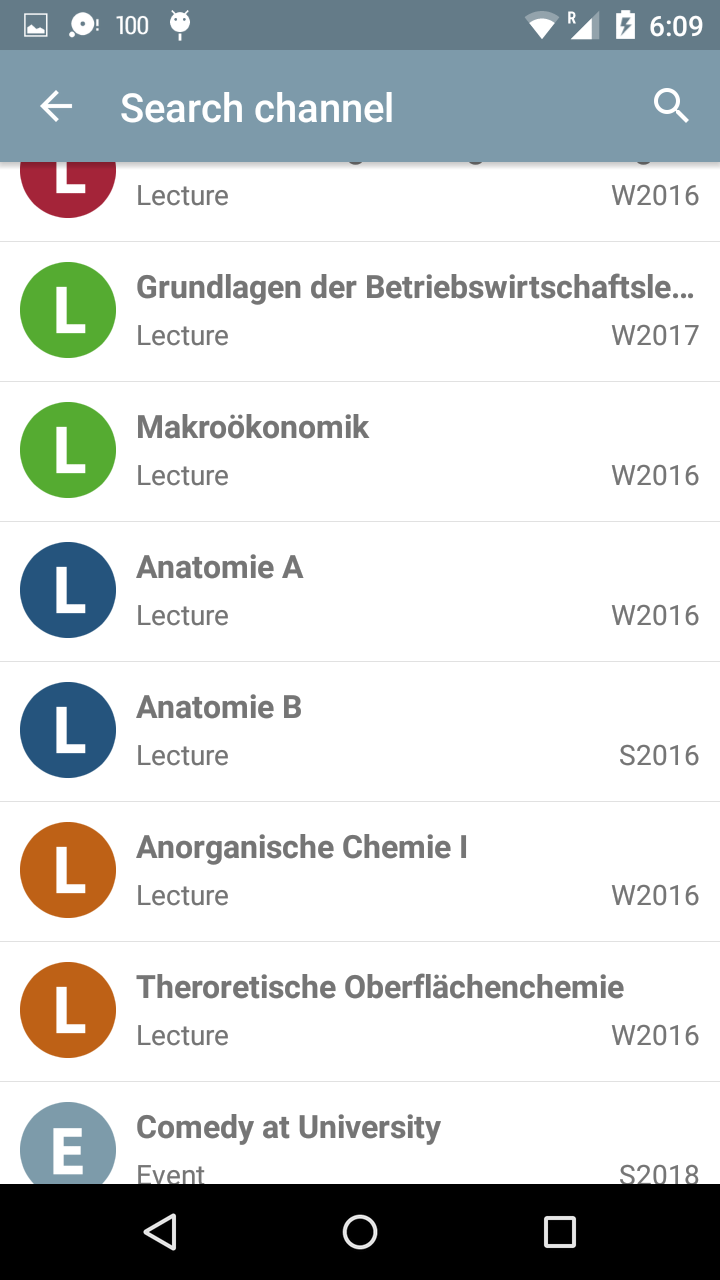 100 R 6:09
Search channel
L
Lecture W2016
L Grundlagen der Betriebswirtschaftsle...
Lecture W2017
L Makroökonomik
Lecture W2016
L Anatomie A
Lecture W2016
L Anatomie B
Lecture S2016
L Anorganische Chemie I
Lecture W2016
L Theroretische Oberflächenchemie
Lecture W2016
E Comedy at University
Event S2018